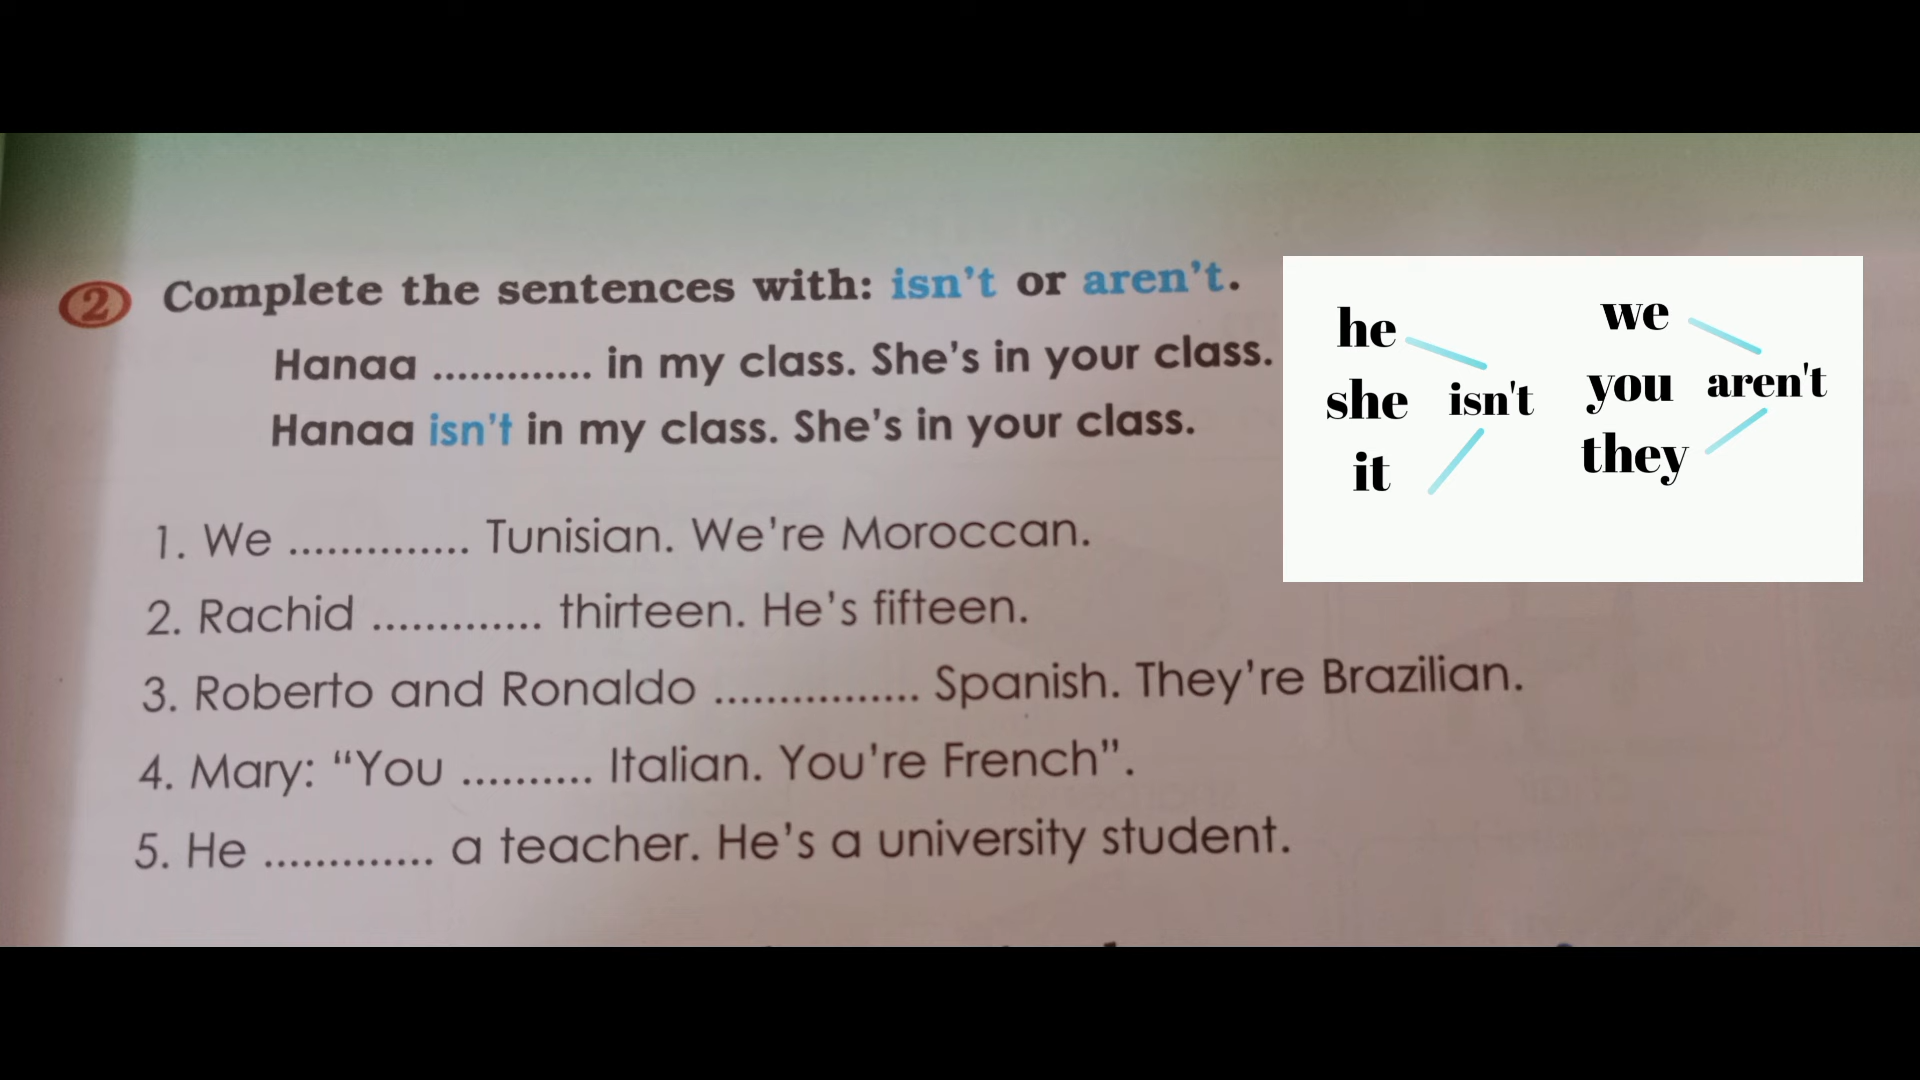 2 Complete the sentences with: isn't or aren't.
Hanaa ............. in my class. She's in your class.
Hanaa isn't in my class. She's in your class.
1. We .............. Tunisian. We're Moroccan.
2. Rachid ............. thirteen. He's fifteen.
3. Roberto and Ronaldo ................ Spanish. They're Brazilian.
4. Mary: “You .......... Italian. You're French”.
5. He ............. a teacher. He's a university student.
he
she isn't
it
we
you aren't
they